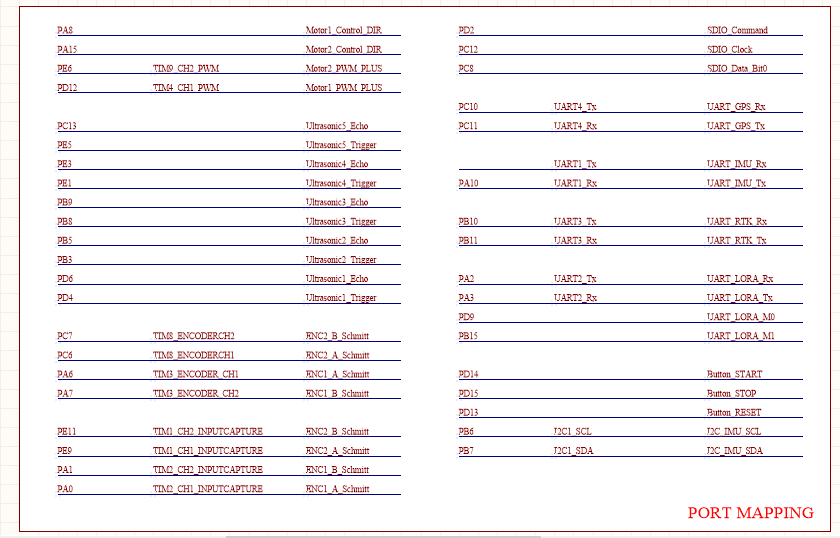 PA8 Motor1_Control_DIR
PA15 Motor2_Control_DIR
PE6 TIM9_CH2_PWM Motor2_PWM_PLUS
PD12 TIM4_CH1_PWM Motor1_PWM_PLUS
PC13 Ultrasonic5_Echo
PE5 Ultrasonic5_Trigger
PE3 Ultrasonic4_Echo
PE1 Ultrasonic4_Trigger
PB9 Ultrasonic3_Echo
PB8 Ultrasonic3_Trigger
PB5 Ultrasonic2_Echo
PB3 Ultrasonic2_Trigger
PD6 Ultrasonic1_Echo
PD4 Ultrasonic1_Trigger
PC7 TIM8_ENCODERCH2 ENC2_B_Schmitt
PC6 TIM8_ENCODERCH1 ENC2_A_Schmitt
PA6 TIM3_ENCODER_CH1 ENC1_A_Schmitt
PA7 TIM3_ENCODER_CH2 ENC1_B_Schmitt
PE11 TIM1_CH2_INPUTCAPTURE ENC2_B_Schmitt
PE9 TIM1_CH1_INPUTCAPTURE ENC2_A_Schmitt
PA1 TIM2_CH2_INPUTCAPTURE ENC1_B_Schmitt
PA0 TIM2_CH1_INPUTCAPTURE ENC1_A_Schmitt
PD2 SDIO_Command
PC12 SDIO_Clock
PC8 SDIO_Data_Bit0
PC10 UART4_Tx UART_GPS_Rx
PC11 UART4_Rx UART_GPS_Tx
UART1_Tx UART_IMU_Rx
PA10 UART1_Rx UART_IMU_Tx
PB10 UART3_Tx UART_RTK_Rx
PB11 UART3_Rx UART_RTK_Tx
PA2 UART2_Tx UART_LORA_Rx
PA3 UART2_Rx UART_LORA_Tx
PD9 UART_LORA_M0
PB15 UART_LORA_M1
PD14 Button_START
PD15 Button_STOP
PD13 Button_RESET
PB6 I2C1_SCL I2C_IMU_SCL
PB7 I2C1_SDA I2C_IMU_SDA
PORT MAPPING